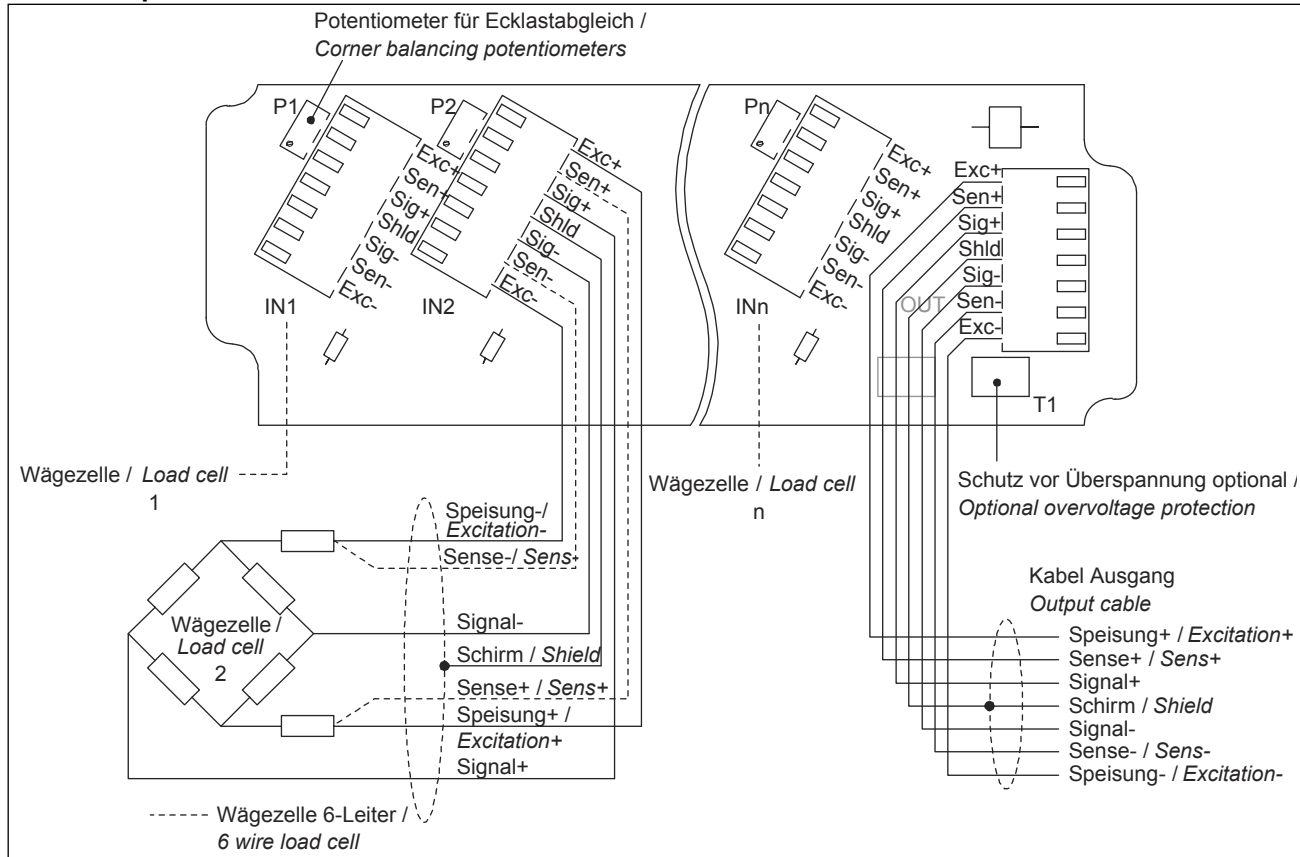 Potentiometer für Ecklastabgleich /
Corner balancing potentiometers
P1
P2
Pn
Exc+
Sen+
Sig+
Shld
Sig-
Sen-
Exc-
IN1
Exc+
Sen+
Sig+
Shld
Sig-
Sen-
Exc-
IN2
Exc+
Sen+
Sig+
Shld
Sig-
Sen-
Exc-
INn
Exc+
Sen+
Sig+
Shld
Sig-
Sen-
Exc-
OUT
T1
Wägezelle / Load cell
1
Wägezelle / Load cell
n
Schutz vor Überspannung optional /
Optional overvoltage protection
Speisung-/
Excitation-
Sense-/ Sens-
Signal-
Schirm / Shield
Sense+ / Sens+
Speisung+ /
Excitation+
Signal+
Wägezelle /
Load cell
2
Wägezelle 6-Leiter /
6 wire load cell
Kabel Ausgang
Output cable
Speisung+ / Excitation+
Sense+ / Sens+
Signal+
Schirm / Shield
Signal-
Sense- / Sens-
Speisung- / Excitation-